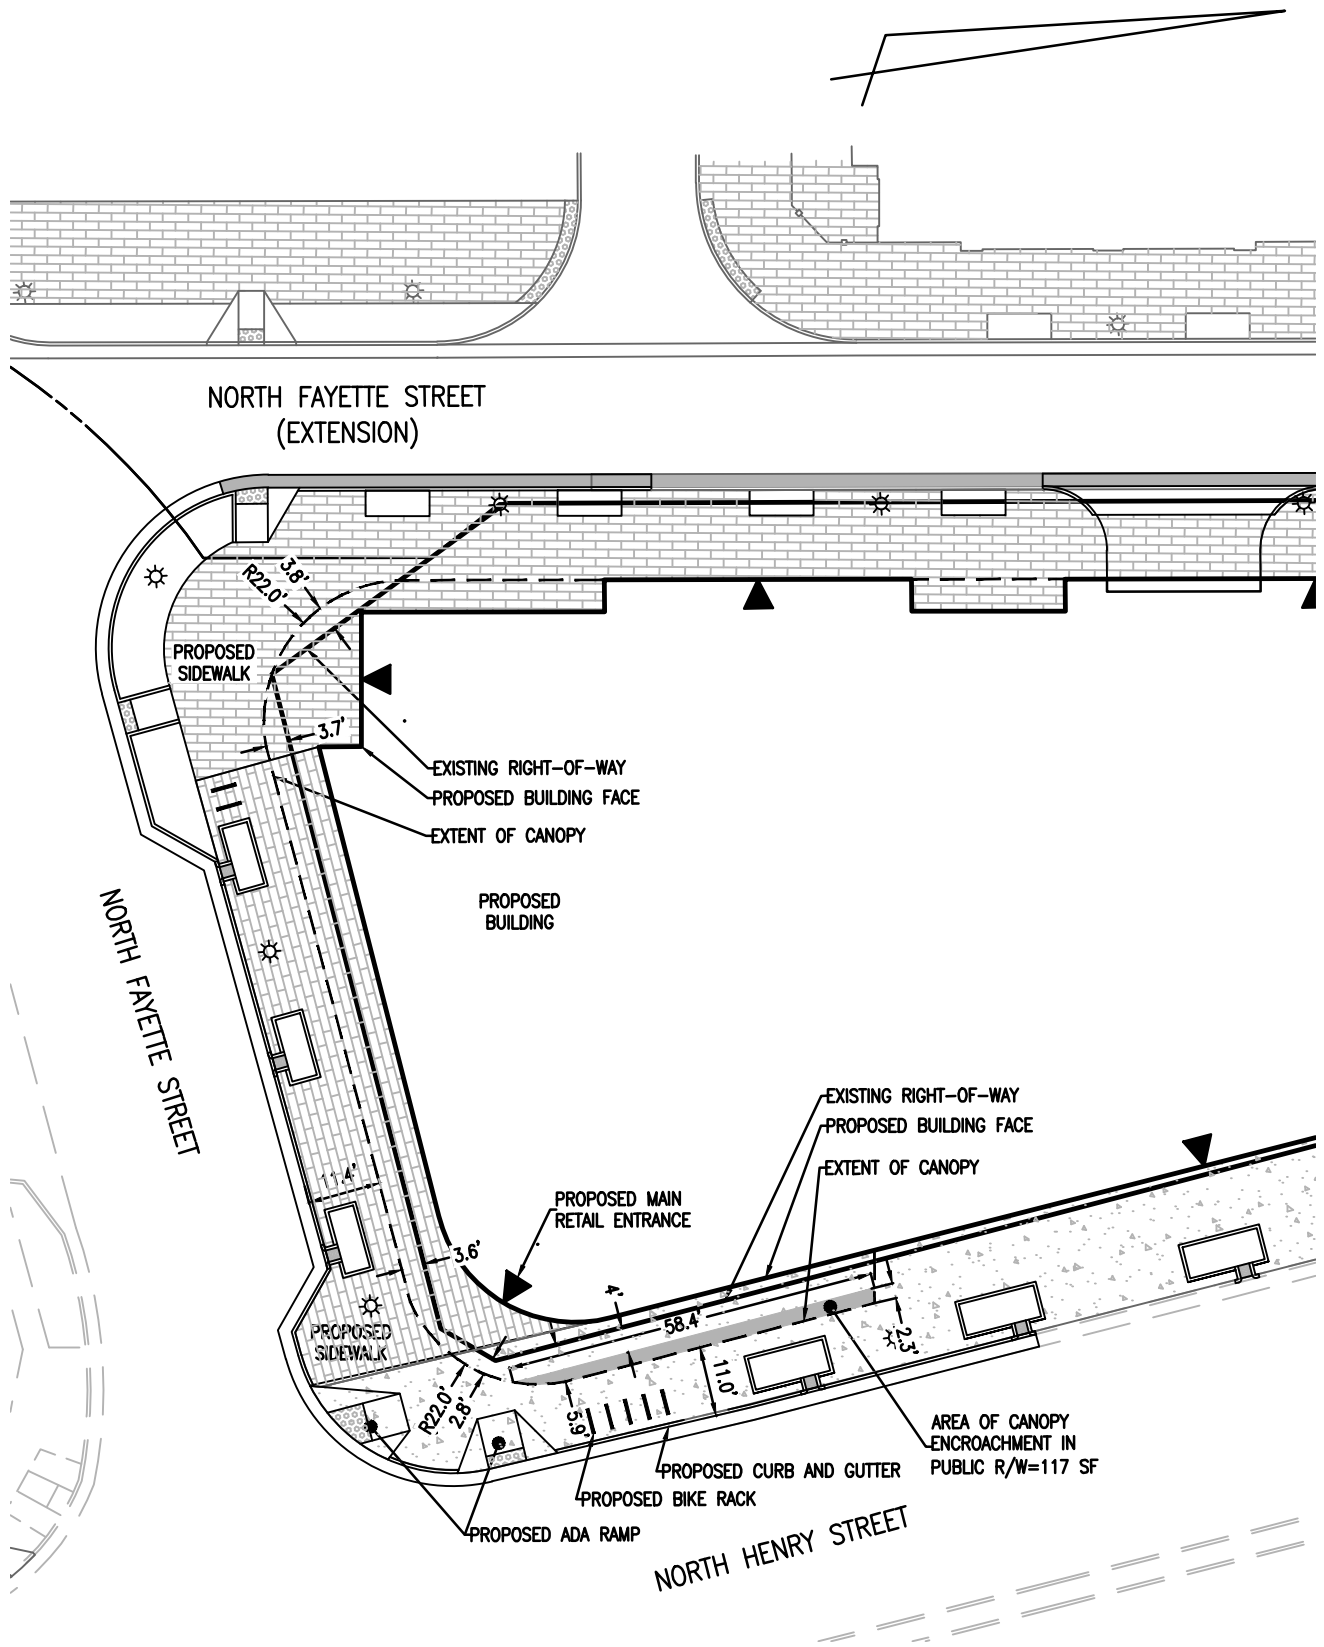 NORTH FAYETTE STREET
(EXTENSION)
3.8'
R22.0'
PROPOSED
SIDEWALK
3.7'
EXISTING RIGHT-OF-WAY
PROPOSED BUILDING FACE
EXTENT OF CANOPY
PROPOSED
BUILDING
NORTH FAYETTE STREET
EXISTING RIGHT-OF-WAY
PROPOSED BUILDING FACE
EXTENT OF CANOPY
11.4'
PROPOSED MAIN
RETAIL ENTRANCE
3.6'
4'
58.4'
2.3'
PROPOSED
SIDEWALK
11.0'
R22.0'
2.8'
5.9'
AREA OF CANOPY
ENCROACHMENT IN
PUBLIC R/W=117 SF
PROPOSED CURB AND GUTTER
PROPOSED BIKE RACK
PROPOSED ADA RAMP
NORTH HENRY STREET